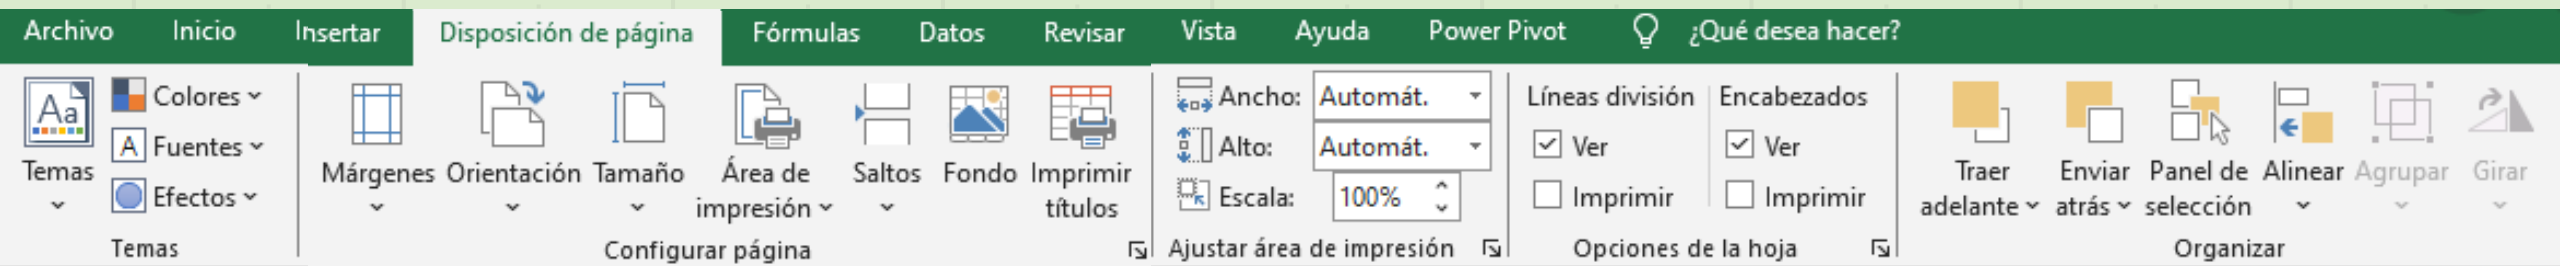 Archivo Inicio Insertar Disposición de página Fórmulas Datos Revisar Vista Ayuda Power Pivot ¿Qué desea hacer?
Aa
Temas
Colores
A Fuentes
Efectos
Temas
Márgenes
Orientación
Tamaño
Área de
impresión
Saltos
Fondo
Imprimir
títulos
Configurar página
Ancho: Automát.
Alto: Automát.
Escala: 100%
Ajustar área de impresión
Líneas división
Ver
Imprimir
Encabezados
Ver
Imprimir
Opciones de la hoja
Traer
adelante
Enviar
atrás
Panel de
selección
Alinear
Agrupar
Girar
Organizar